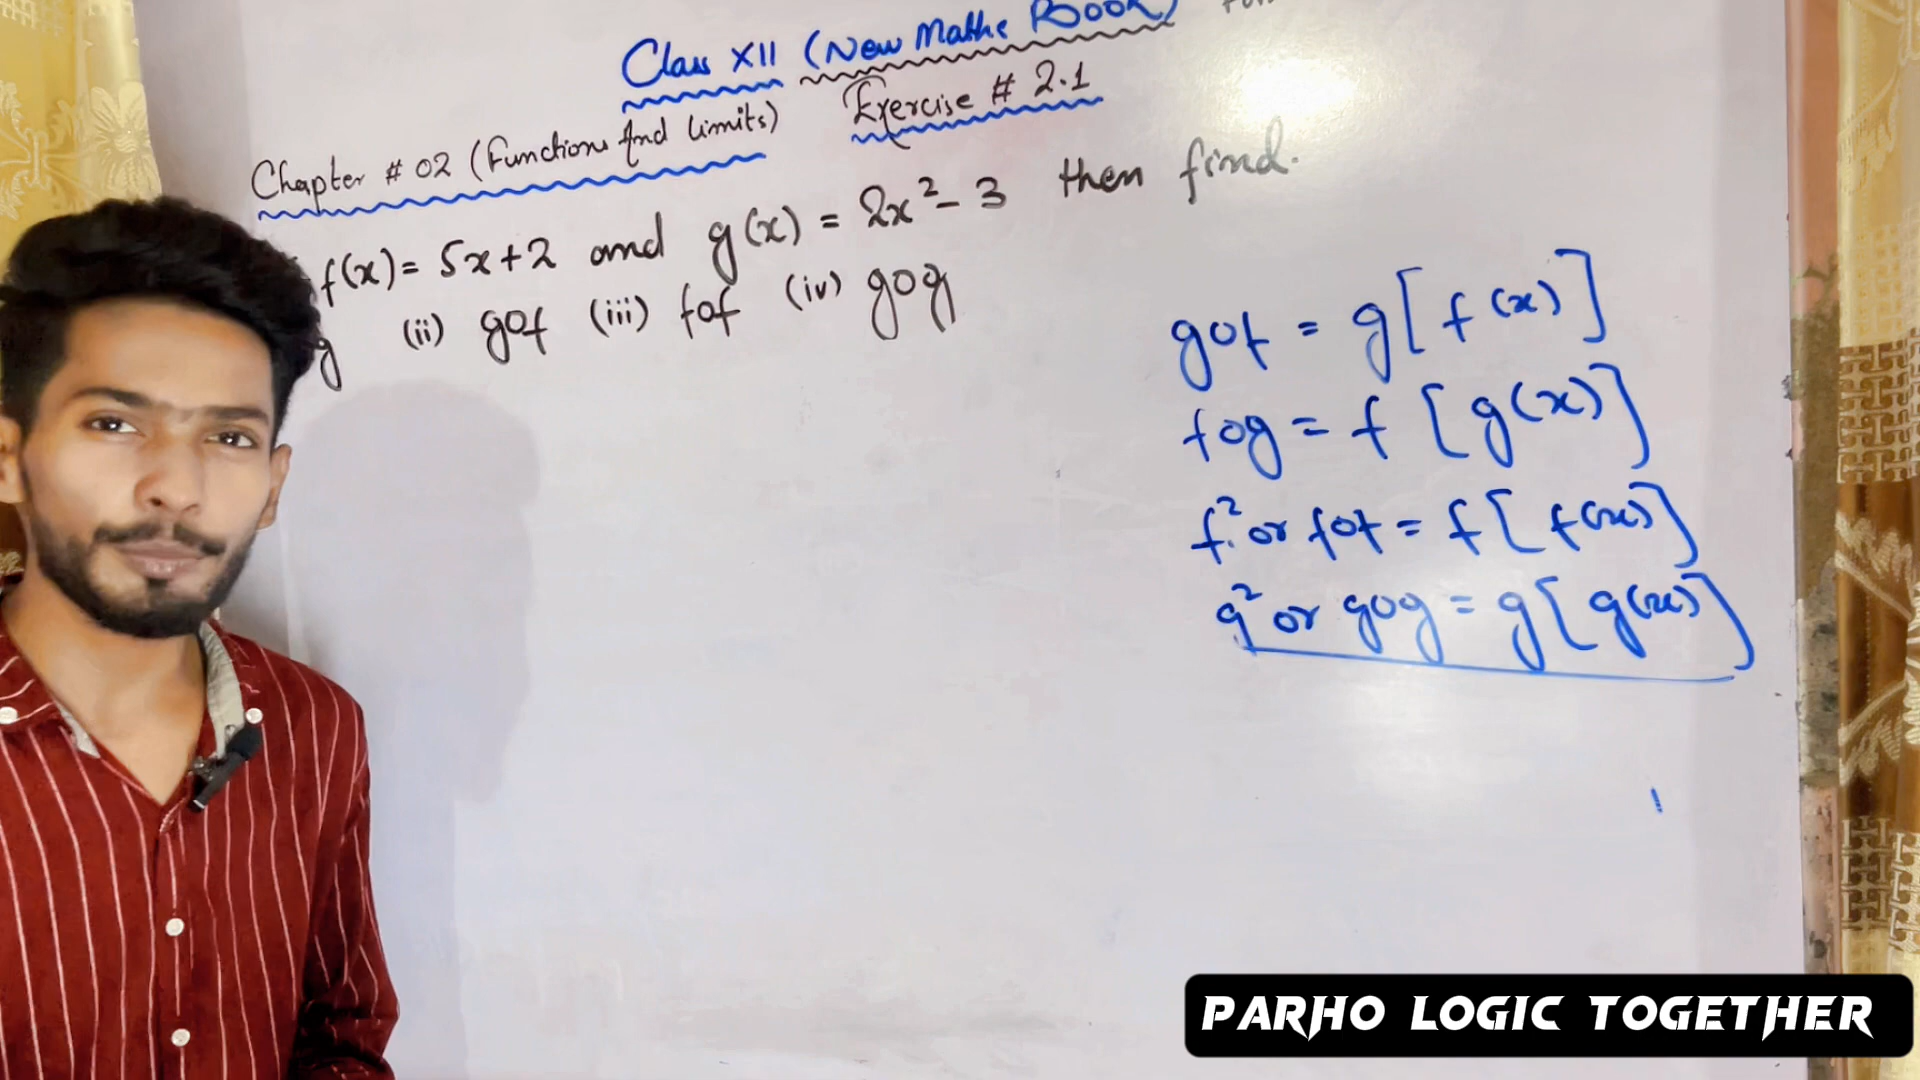 Class XII (New Maths Book)
Chapter # 02 (Functions And Limits) Exercise # 2.1
f(x) = 5x+2 and g(x) = 2x² - 3 then find.
g (ii) gof (iii) fof (iv) gog
gof = g[f(x)]
fog = f[g(x)]
f² or fof = f[f(x)]
g² or gog = g[g(x)]
PARHO LOGIC TOGETHER